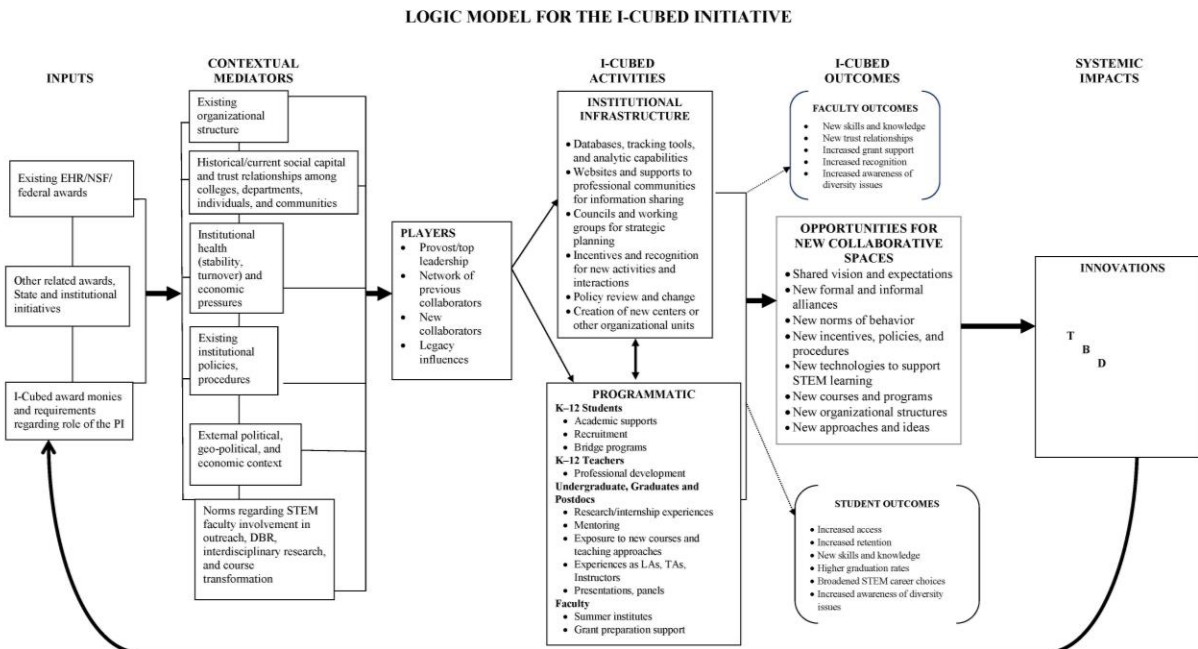 LOGIC MODEL FOR THE I-CUBED INITIATIVE
INPUTS
Existing EHR/NSF/
federal awards
Other related awards,
State and institutional
initiatives
I-Cubed award monies
and requirements
regarding role of the PI
CONTEXTUAL
MEDIATORS
Existing
organizational
structure
Historical/current social capital
and trust relationships among
colleges, departments,
individuals, and communities
Institutional
health
(stability,
turnover) and
economic
pressures
Existing
institutional
policies,
procedures
External political,
geo-political, and
economic context
Norms regarding STEM
faculty involvement in
outreach, DBR,
interdisciplinary research,
and course
transformation
PLAYERS
• Provost/top
leadership
• Network of
previous
collaborators
• New
collaborators
• Legacy
influences
I-CUBED
ACTIVITIES
INSTITUTIONAL
INFRASTRUCTURE
• Databases, tracking tools,
and analytic capabilities
• Websites and supports to
professional communities
for information sharing
• Councils and working
groups for strategic
planning
• Incentives and recognition
for new activities and
interactions
• Policy review and change
• Creation of new centers or
other organizational units
PROGRAMMATIC
K–12 Students
• Academic supports
• Recruitment
• Bridge programs
K–12 Teachers
• Professional development
Undergraduate, Graduates and
Postdocs
• Research/internship experiences
• Mentoring
• Exposure to new courses and
teaching approaches
• Experiences as LAs, TAs,
Instructors
• Presentations, panels
Faculty
• Summer institutes
• Grant preparation support
I-CUBED
OUTCOMES
FACULTY OUTCOMES
• New skills and knowledge
• New trust relationships
• Increased grant support
• Increased recognition
• Increased awareness of
diversity issues
OPPORTUNITIES FOR
NEW COLLABORATIVE
SPACES
• Shared vision and expectations
• New formal and informal
alliances
• New norms of behavior
• New incentives, policies, and
procedures
• New technologies to support
STEM learning
• New courses and programs
• New organizational structures
• New approaches and ideas
STUDENT OUTCOMES
• Increased access
• Increased retention
• New skills and knowledge
• Higher graduation rates
• Broadened STEM career choices
• Increased awareness of diversity
issues
SYSTEMIC
IMPACTS
INNOVATIONS
T
B
D